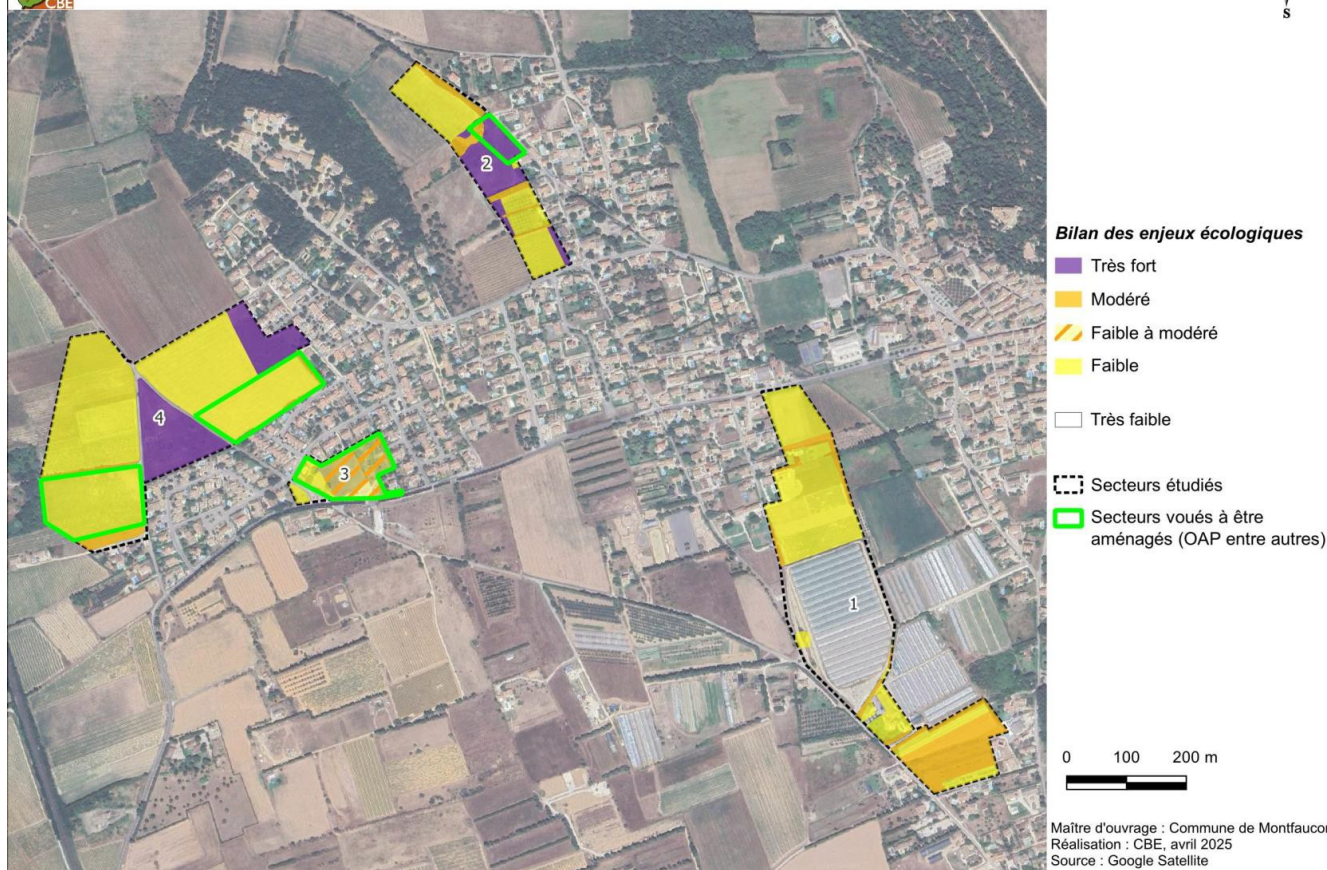 CBE
S
2
4
3
1
Bilan des enjeux écologiques
Très fort
Modéré
Faible à modéré
Faible
Très faible
Secteurs étudiés
Secteurs voués à être
aménagés (OAP entre autres)
0 100 200 m
Maître d'ouvrage : Commune de Montfaucon
Réalisation : CBE, avril 2025
Source : Google Satellite